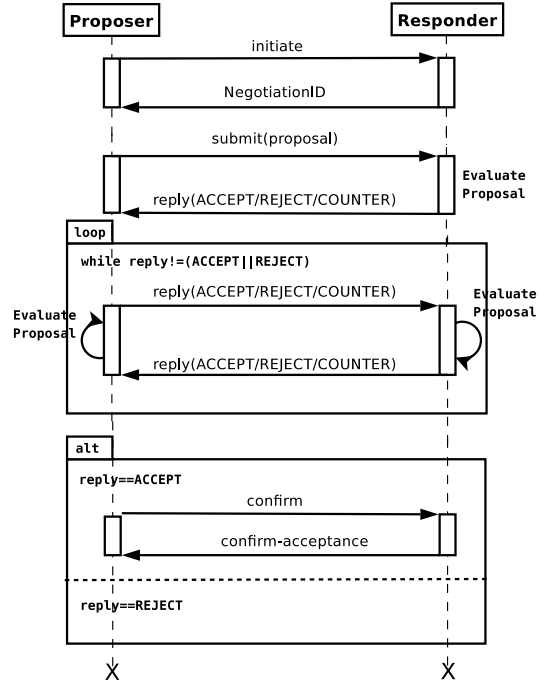 Proposer
Responder
initiate
NegotiationID
submit(proposal)
Evaluate
Proposal
reply(ACCEPT/REJECT/COUNTER)
loop
while reply!=(ACCEPT||REJECT)
reply(ACCEPT/REJECT/COUNTER)
Evaluate
Proposal
Evaluate
Proposal
reply(ACCEPT/REJECT/COUNTER)
alt
reply==ACCEPT
confirm
confirm-acceptance
reply==REJECT